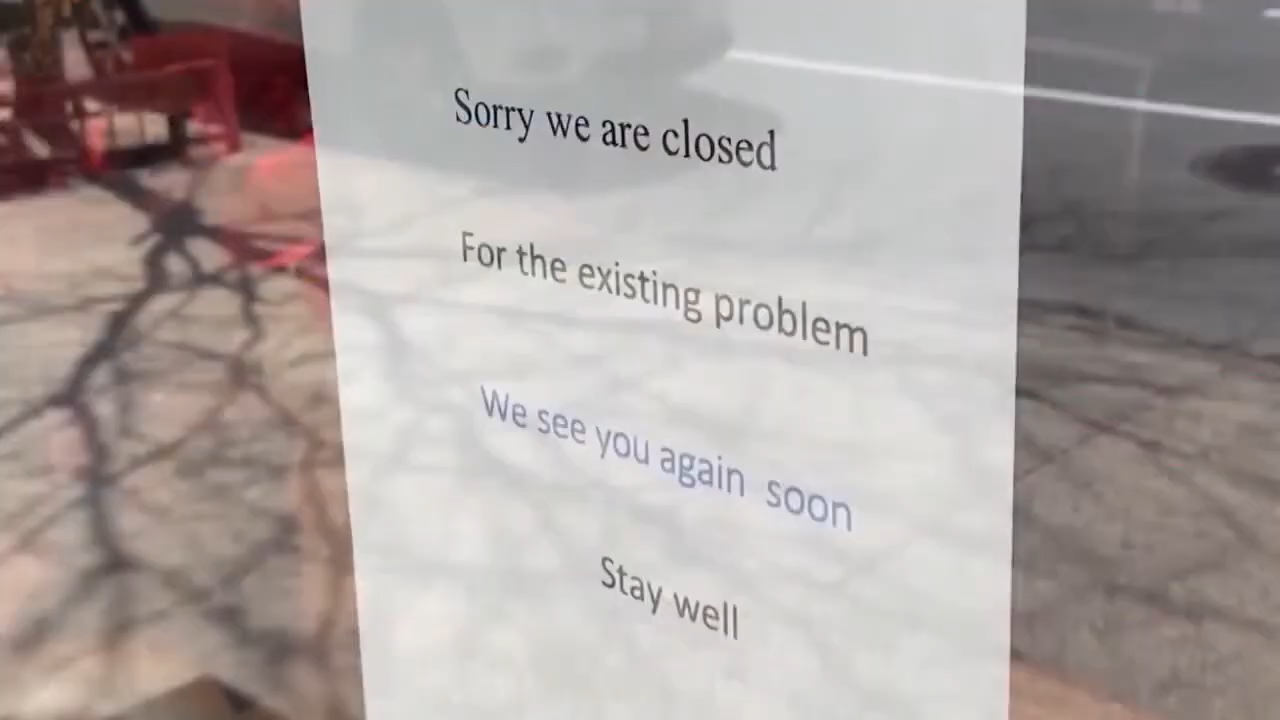 Sorry we are closed
For the existing problem
We see you again soon
Stay well